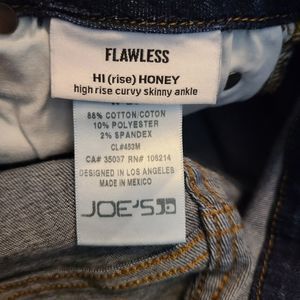 FLAWLESS
HI (rise) HONEY
high rise curvy skinny ankle
88% COTTON/COTON
10% POLYESTER
2% SPANDEX
CL#483M
CA# 35037 RN# 106214
DESIGNED IN LOS ANGELES
MADE IN MEXICO
JOE'S